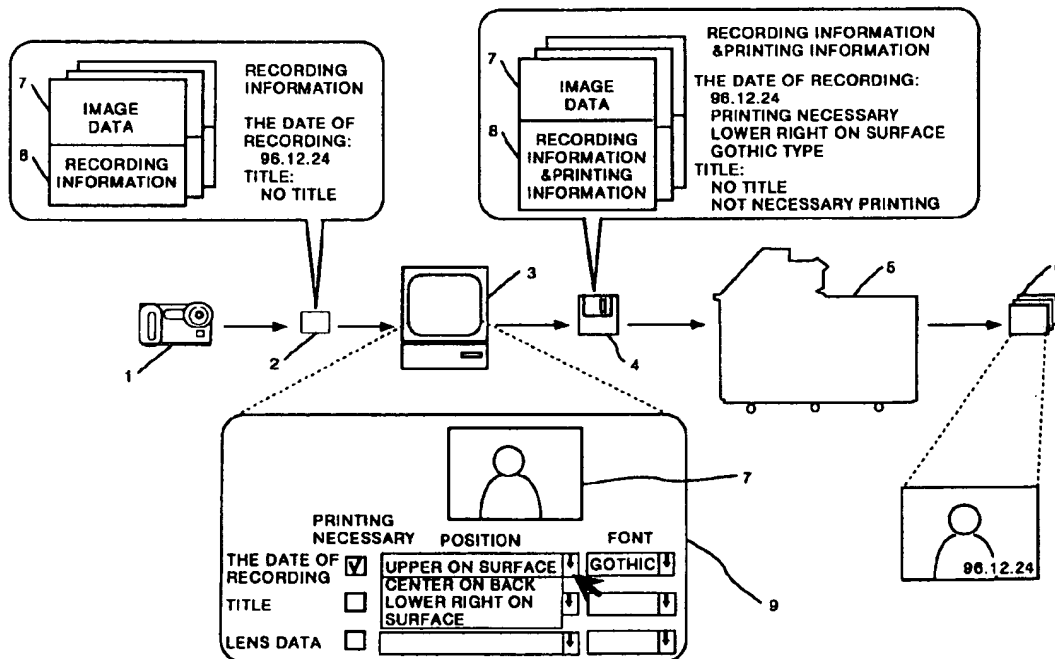 7
IMAGE
DATA
8
RECORDING
INFORMATION
RECORDING
INFORMATION
THE DATE OF
RECORDING:
96.12.24
TITLE:
NO TITLE
7
IMAGE
DATA
8
RECORDING
INFORMATION
&PRINTING
INFORMATION
RECORDING INFORMATION
&PRINTING INFORMATION
THE DATE OF RECORDING:
96.12.24
PRINTING NECESSARY
LOWER RIGHT ON SURFACE
GOTHIC TYPE
TITLE:
NO TITLE
NOT NECESSARY PRINTING
1
2
3
4
5
7
PRINTING
NECESSARY
POSITION
FONT
THE DATE OF
RECORDING
UPPER ON SURFACE
GOTHIC
CENTER ON BACK
LOWER RIGHT ON
SURFACE
TITLE
LENS DATA
9
96.12.24